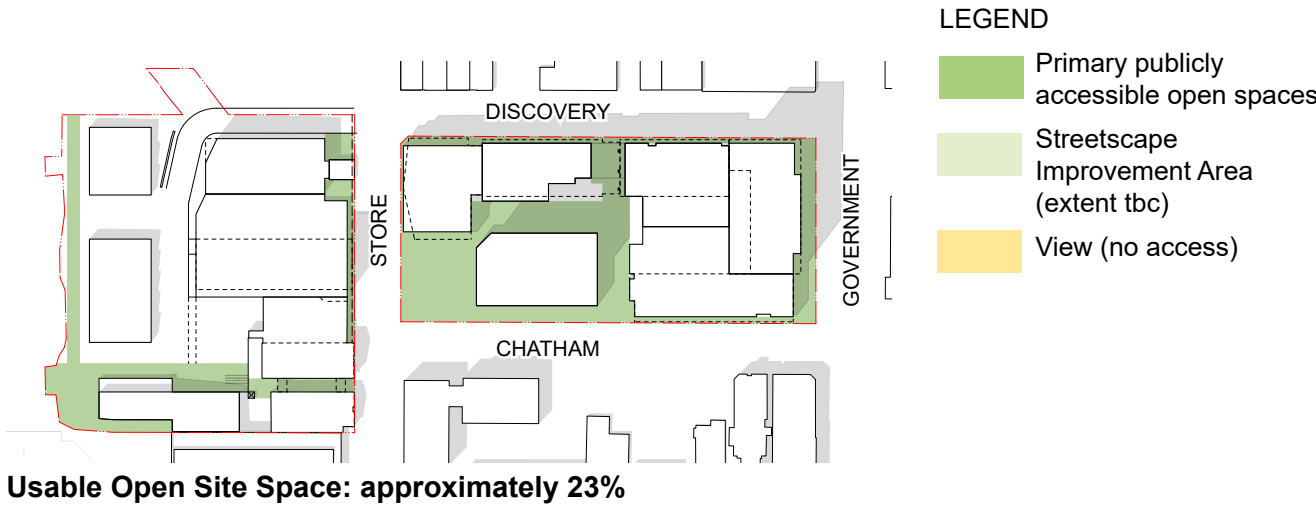 LEGEND
Primary publicly
accessible open spaces
Streetscape
Improvement Area
(extent tbc)
View (no access)
DISCOVERY
STORE
GOVERNMENT
CHATHAM
Usable Open Site Space: approximately 23%